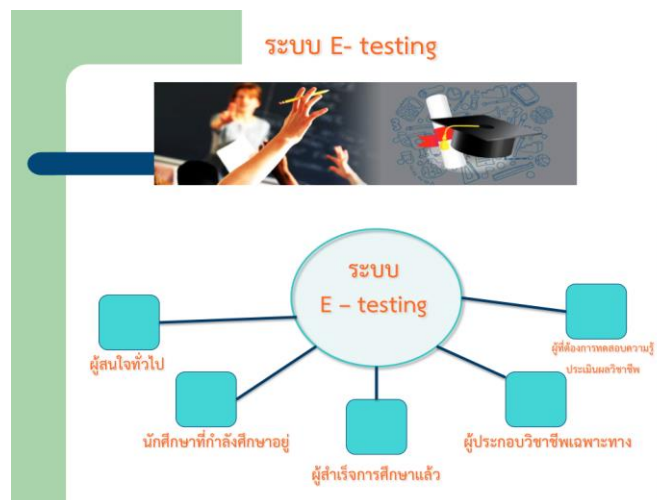 ระบบ E- testing
ระบบ
E – testing
ผู้สนใจทั่วไป
นักศึกษาที่กำลังศึกษาอยู่
ผู้สำเร็จการศึกษาแล้ว
ผู้ประกอบวิชาชีพเฉพาะทาง
ผู้ที่ต้องการทดสอบความรู้
ประเมินผลวิชาชีพ